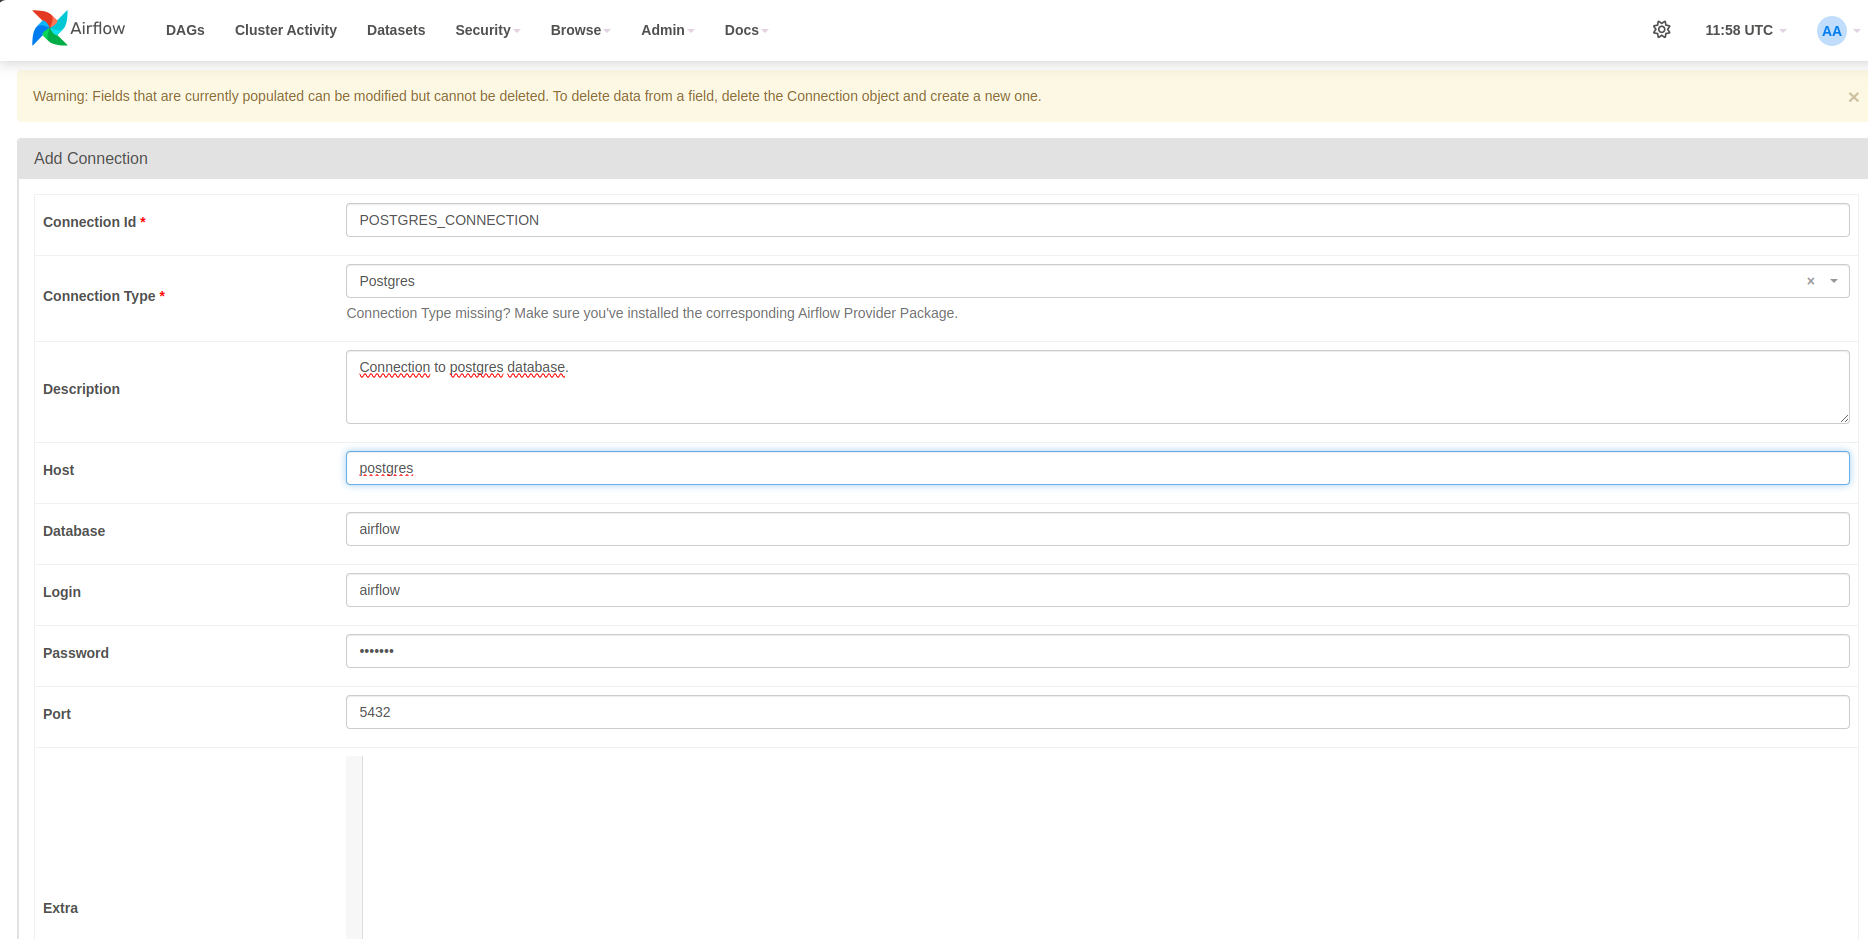 Airflow DAGs Cluster Activity Datasets Security Browse Admin Docs 11:58 UTC AA
Warning: Fields that are currently populated can be modified but cannot be deleted. To delete data from a field, delete the Connection object and create a new one. ×
Add Connection
Connection Id * POSTGRES_CONNECTION
Connection Type * Postgres ×
Connection Type missing? Make sure you've installed the corresponding Airflow Provider Package.
Description Connection to postgres database.
Host postgres
Database airflow
Login airflow
Password •••••••
Port 5432
Extra